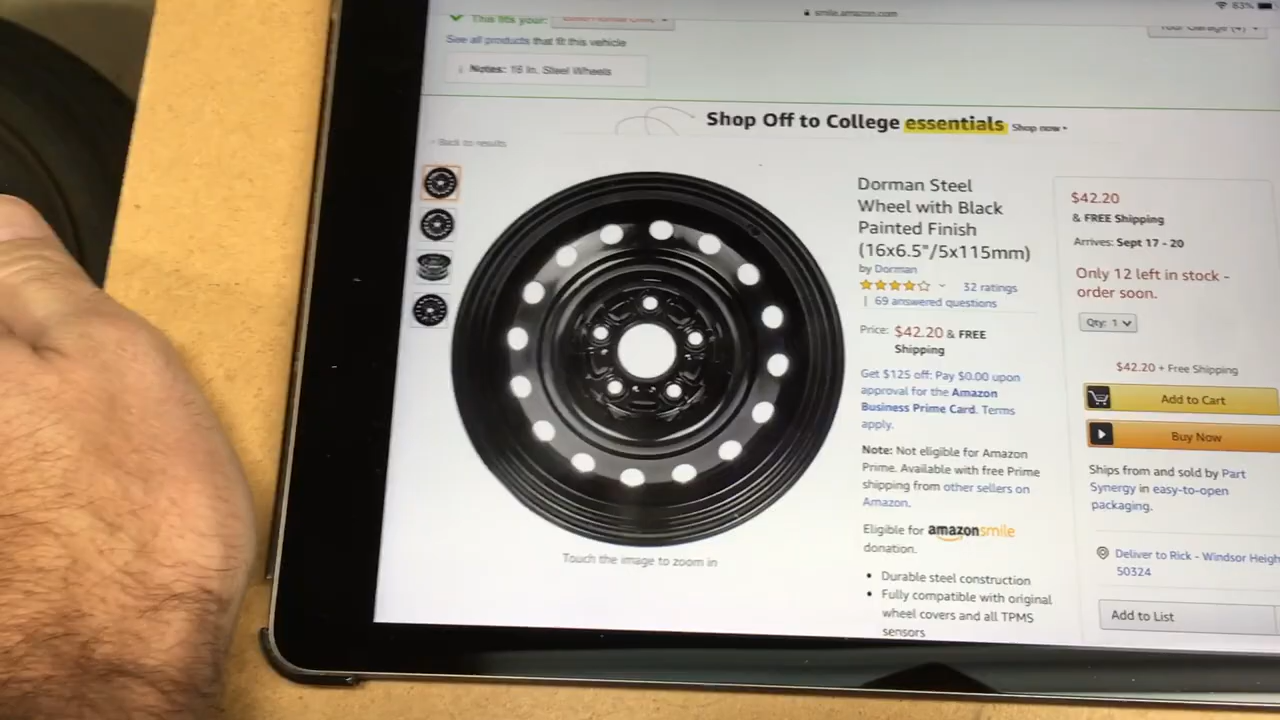 smile.amazon.com
83%
This fits your:
See all products that fit this vehicle
Notes: 16 in. Steel Wheels
Shop Off to College essentials Shop now
Back to results
Dorman Steel
Wheel with Black
Painted Finish
(16x6.5"/5x115mm)
by Dorman
32 ratings
| 69 answered questions
Price: $42.20 & FREE
Shipping
Get $125 off: Pay $0.00 upon
approval for the Amazon
Business Prime Card. Terms
apply.
Note: Not eligible for Amazon
Prime. Available with free Prime
shipping from other sellers on
Amazon.
Eligible for amazonsmile
donation.
• Durable steel construction
• Fully compatible with original
wheel covers and all TPMS
sensors
Touch the image to zoom in
$42.20
& FREE Shipping
Arrives: Sept 17 - 20
Only 12 left in stock -
order soon.
Qty: 1
$42.20 + Free Shipping
Add to Cart
Buy Now
Ships from and sold by Part
Synergy in easy-to-open
packaging.
Deliver to Rick - Windsor Heigh
50324
Add to List